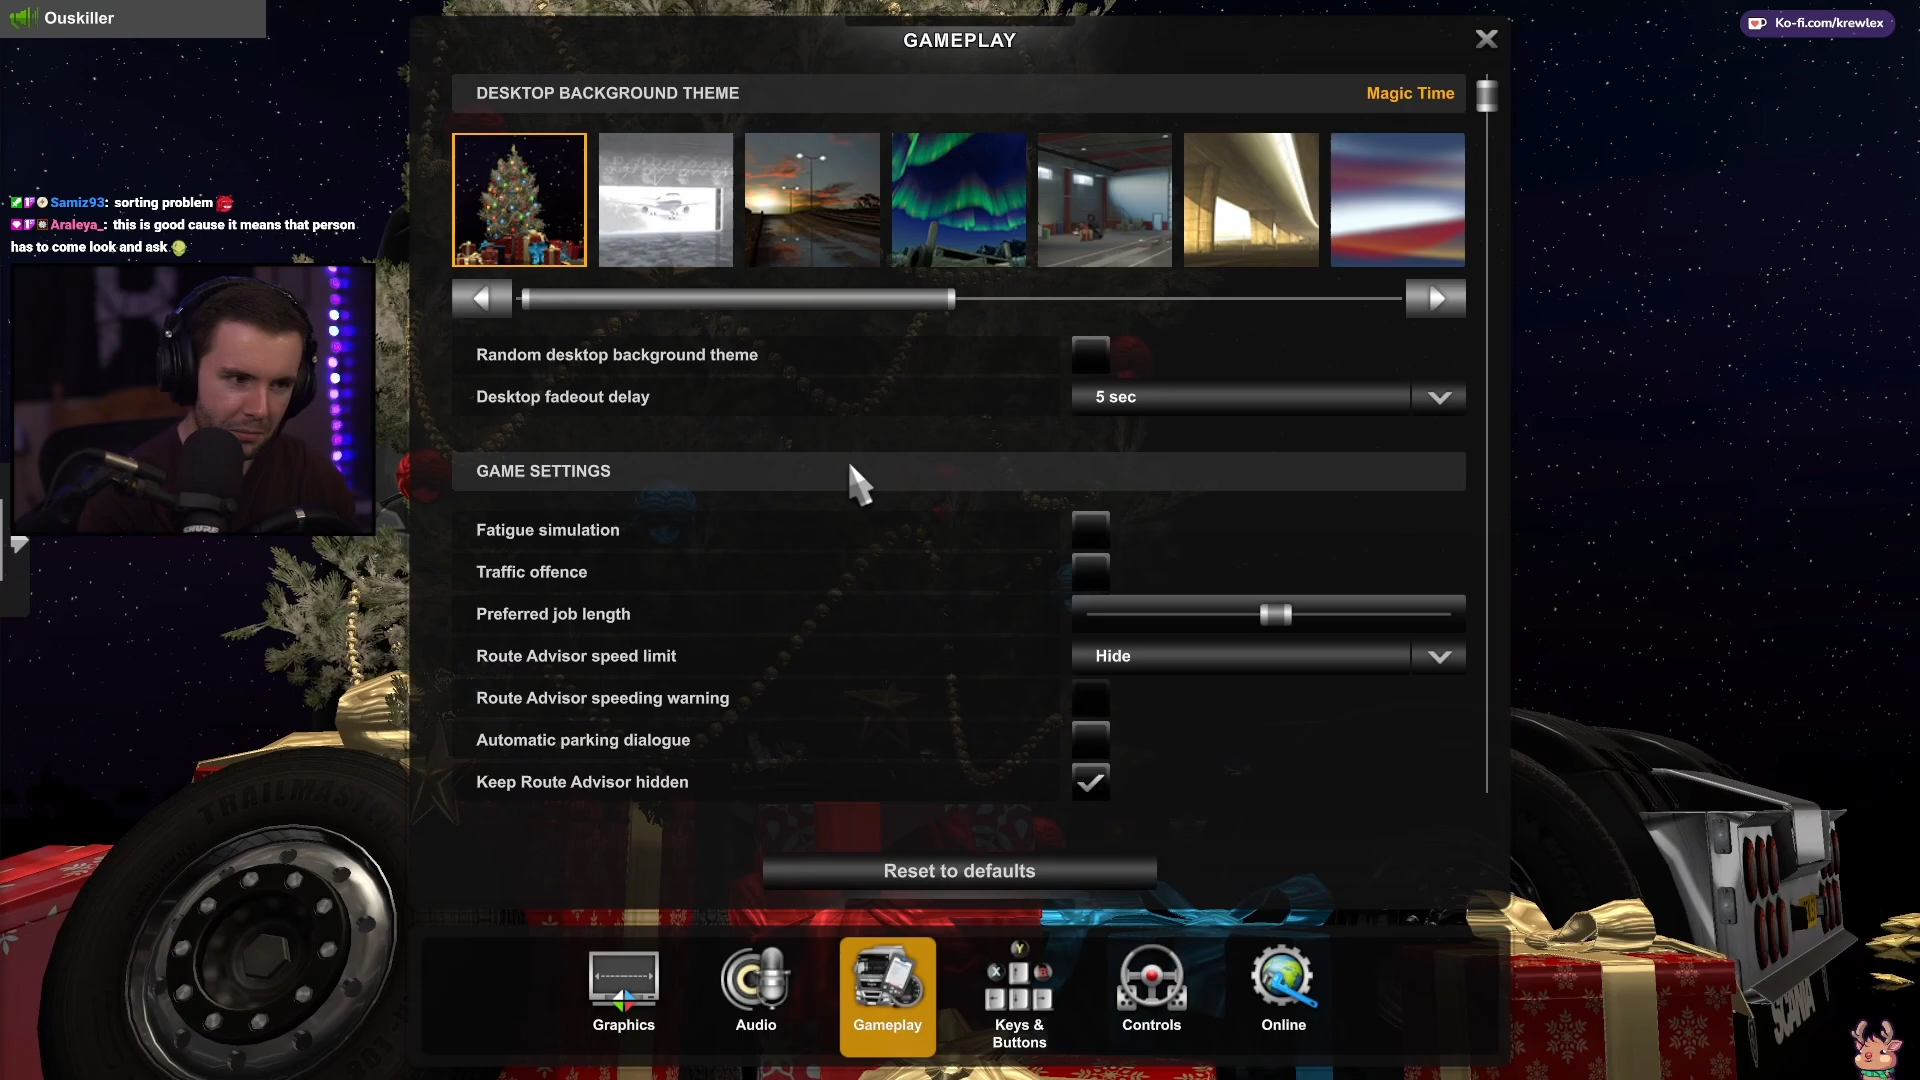 Ouskiller
Ko-fi.com/krewlex
GAMEPLAY
DESKTOP BACKGROUND THEME
Magic Time
Samiz93: sorting problem
Araleya_: this is good cause it means that person
has to come look and ask
Random desktop background theme
Desktop fadeout delay
5 sec
GAME SETTINGS
Fatigue simulation
Traffic offence
Preferred job length
Route Advisor speed limit
Hide
Route Advisor speeding warning
Automatic parking dialogue
Keep Route Advisor hidden
Reset to defaults
Graphics
Audio
Gameplay
Y
X
B
Keys &
Buttons
Controls
Online
SHURE
SCANIA